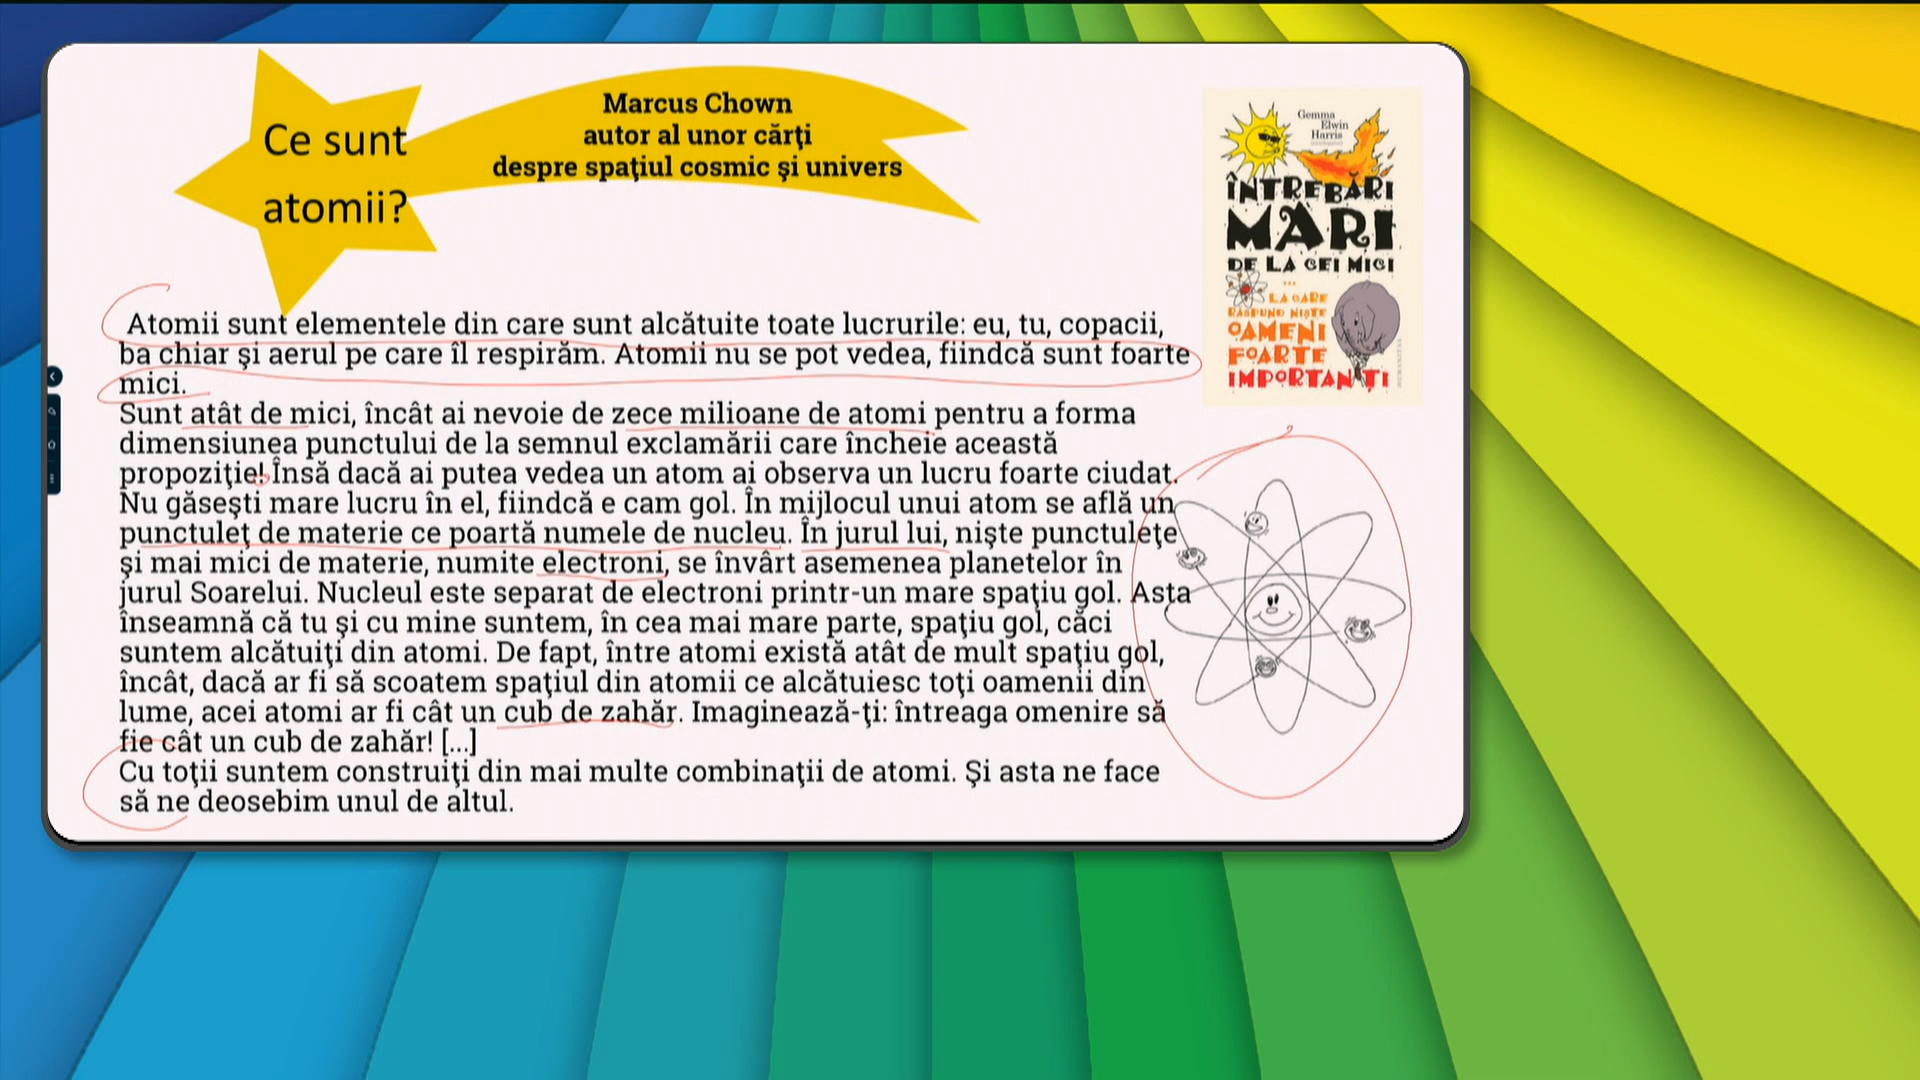 Ce sunt
atomii?
Marcus Chown
autor al unor cărţi
despre spaţiul cosmic şi univers
Gemma
Elwin
Harris
ÎNTREBĂRI
MARI
DE LA CEI MICI
...
LA CARE
RĂSPUND NIŞTE
OAMENI
FOARTE
IMPORTANŢI
HUMANITAS
Atomii sunt elementele din care sunt alcătuite toate lucrurile: eu, tu, copacii,
ba chiar şi aerul pe care îl respirăm. Atomii nu se pot vedea, fiindcă sunt foarte
mici.
Sunt atât de mici, încât ai nevoie de zece milioane de atomi pentru a forma
dimensiunea punctului de la semnul exclamării care încheie această
propoziţie! Însă dacă ai putea vedea un atom ai observa un lucru foarte ciudat.
Nu găseşti mare lucru în el, fiindcă e cam gol. În mijlocul unui atom se află un
punctuleţ de materie ce poartă numele de nucleu. În jurul lui, nişte punctuleţe
şi mai mici de materie, numite electroni, se învârt asemenea planetelor în
jurul Soarelui. Nucleul este separat de electroni printr-un mare spaţiu gol. Asta
înseamnă că tu şi cu mine suntem, în cea mai mare parte, spaţiu gol, căci
suntem alcătuiţi din atomi. De fapt, între atomi există atât de mult spaţiu gol,
încât, dacă ar fi să scoatem spaţiul din atomii ce alcătuiesc toţi oamenii din
lume, acei atomi ar fi cât un cub de zahăr. Imaginează-ţi: întreaga omenire să
fie cât un cub de zahăr! [...]
Cu toţii suntem construiţi din mai multe combinaţii de atomi. Şi asta ne face
să ne deosebim unul de altul.